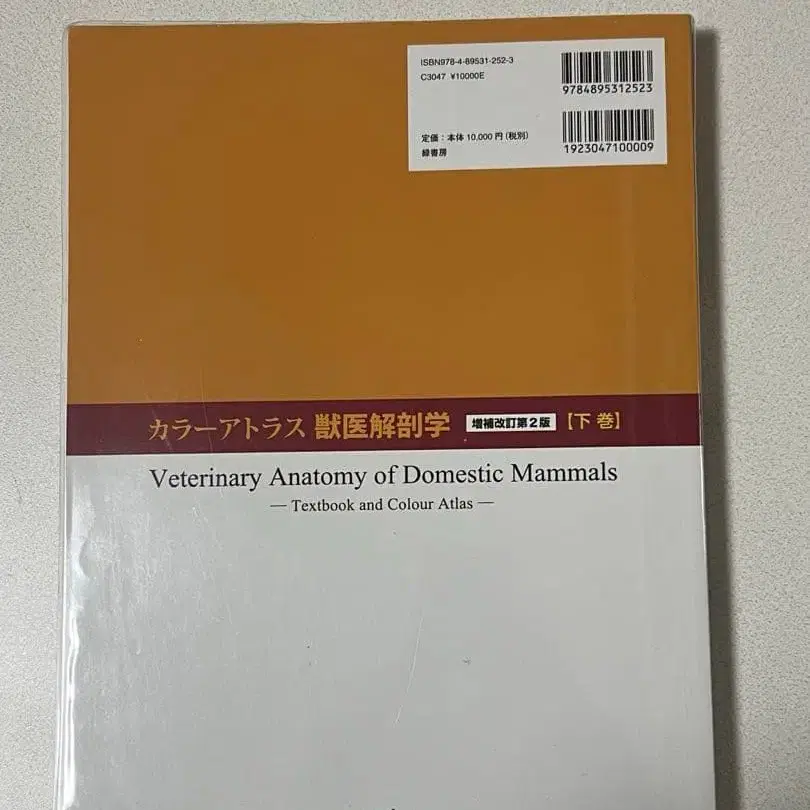 ISBN978-4-89531-252-3
C3047 ¥10000E
9784895312523
定価：本体 10,000 円（税別）
緑書房
1923047100009
カラーアトラス 獣医解剖学 増補改訂第2版 【下 巻】
Veterinary Anatomy of Domestic Mammals
— Textbook and Colour Atlas —